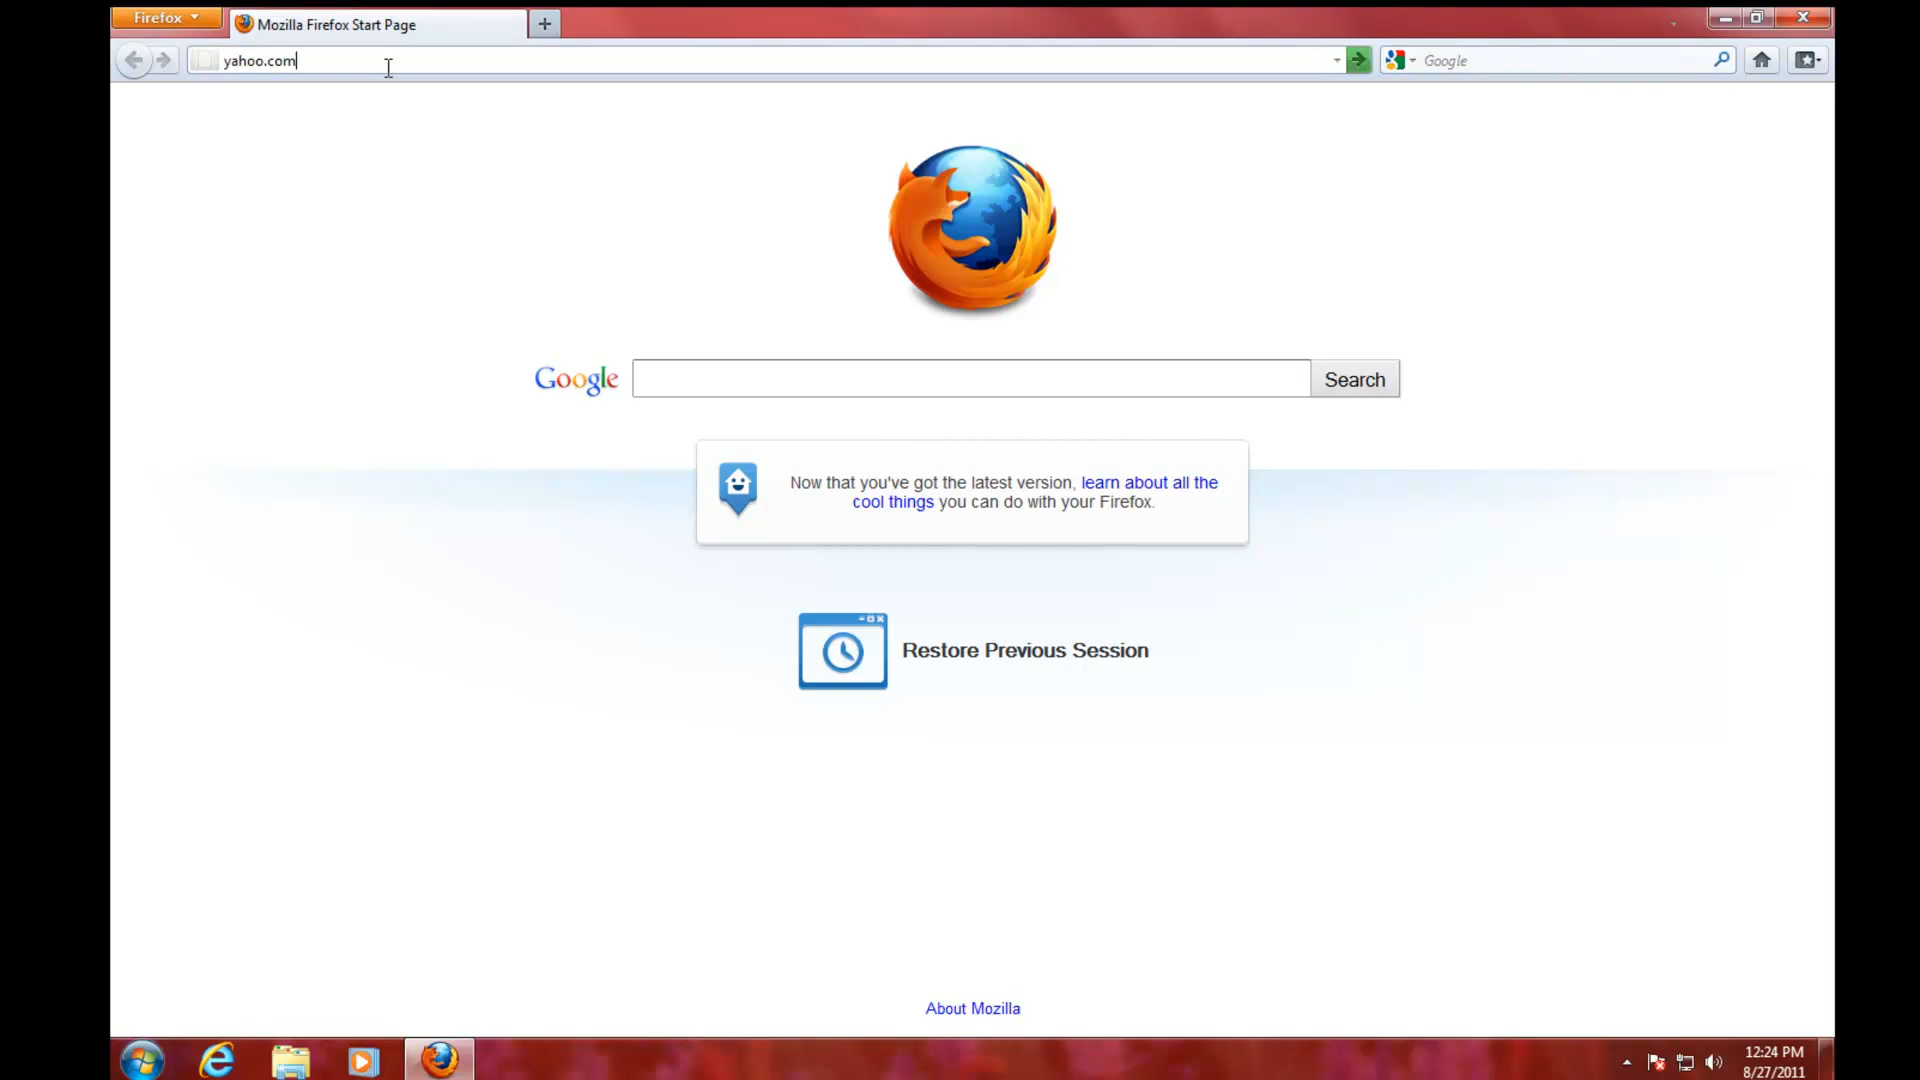 Firefox
Mozilla Firefox Start Page
yahoo.com
Google
Google
Search
Now that you've got the latest version, learn about all the
cool things you can do with your Firefox.
Restore Previous Session
About Mozilla
12:24 PM
8/27/2011